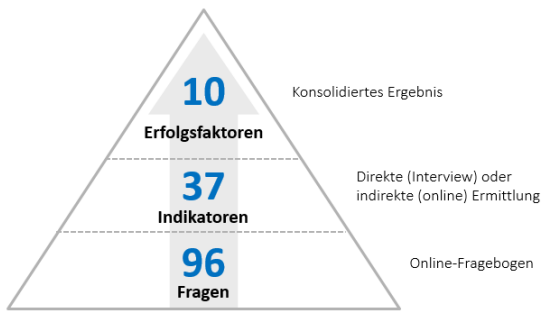 10
Konsolidiertes Ergebnis
Erfolgsfaktoren
37
Direkte (Interview) oder
indirekte (online) Ermittlung
Indikatoren
96
Online-Fragebogen
Fragen